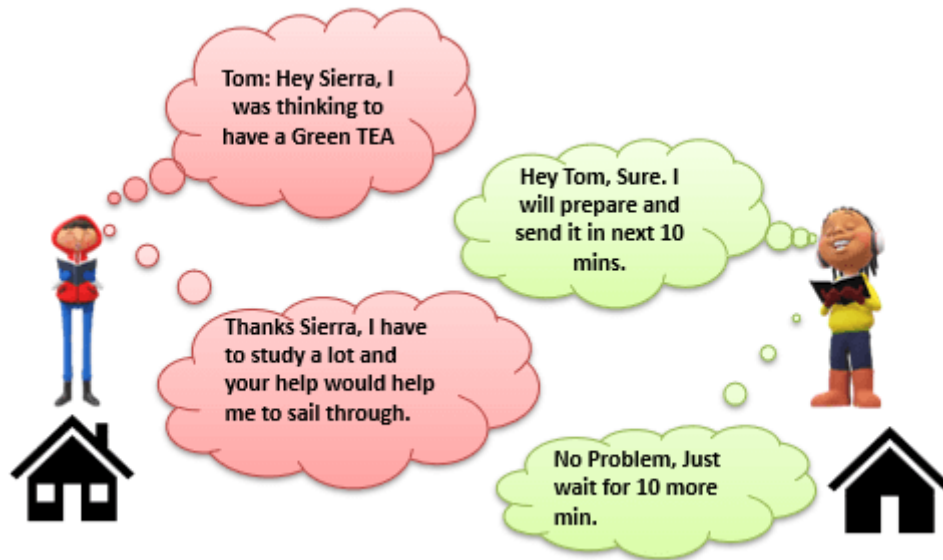 Tom: Hey Sierra, I
was thinking to
have a Green TEA
Hey Tom, Sure. I
will prepare and
send it in next 10
mins.
Thanks Sierra, I have
to study a lot and
your help would help
me to sail through.
No Problem, Just
wait for 10 more
min.